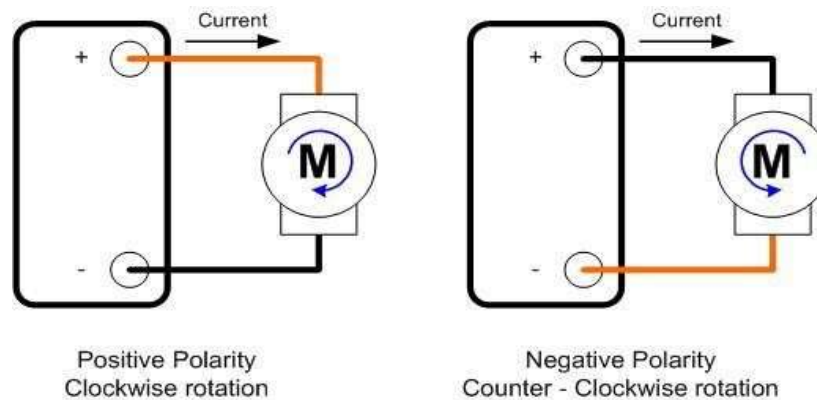 Current
+
M
-
Positive Polarity
Clockwise rotation
Current
+
M
-
Negative Polarity
Counter - Clockwise rotation